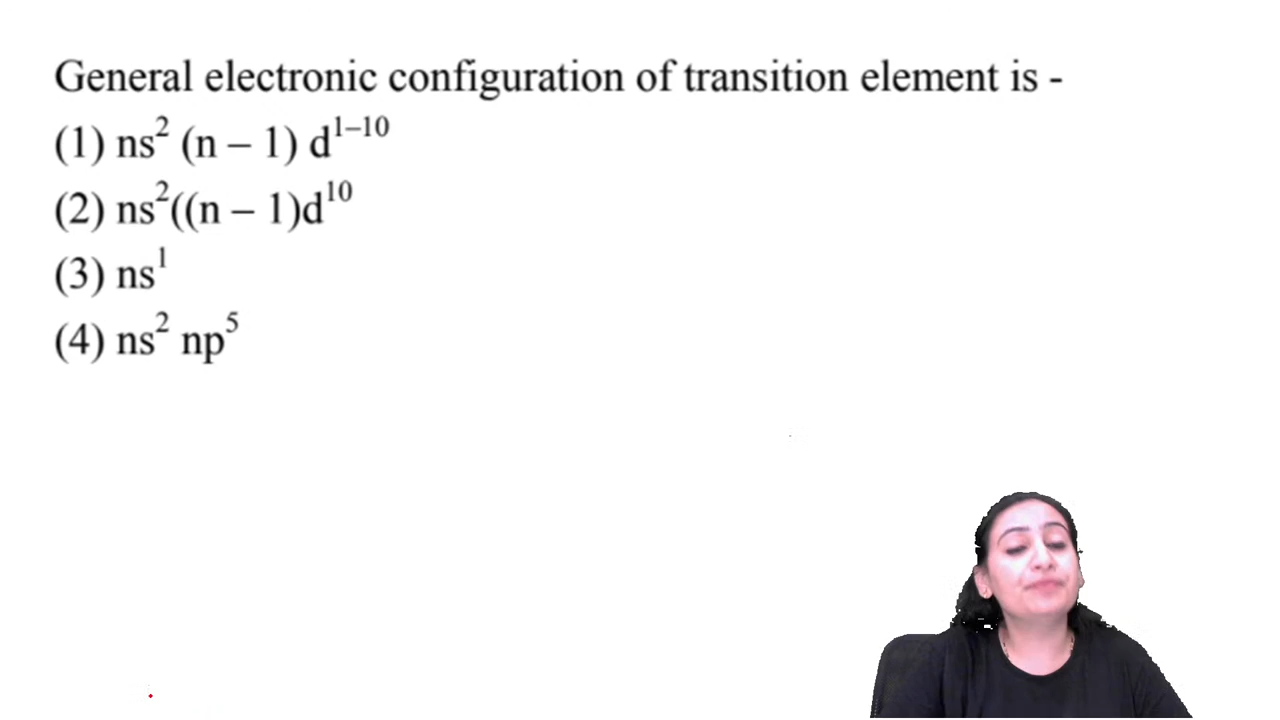 General electronic configuration of transition element is -
(1) ns² (n – 1) d¹⁻¹⁰
(2) ns²((n – 1)d¹⁰
(3) ns¹
(4) ns² np⁵